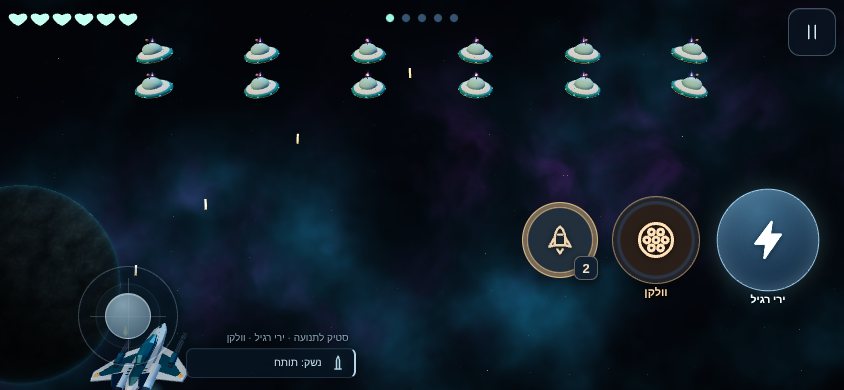 2
וולקן
ירי רגיל
סטיק לתנועה · ירי רגיל · וולקן
נשק: תותח